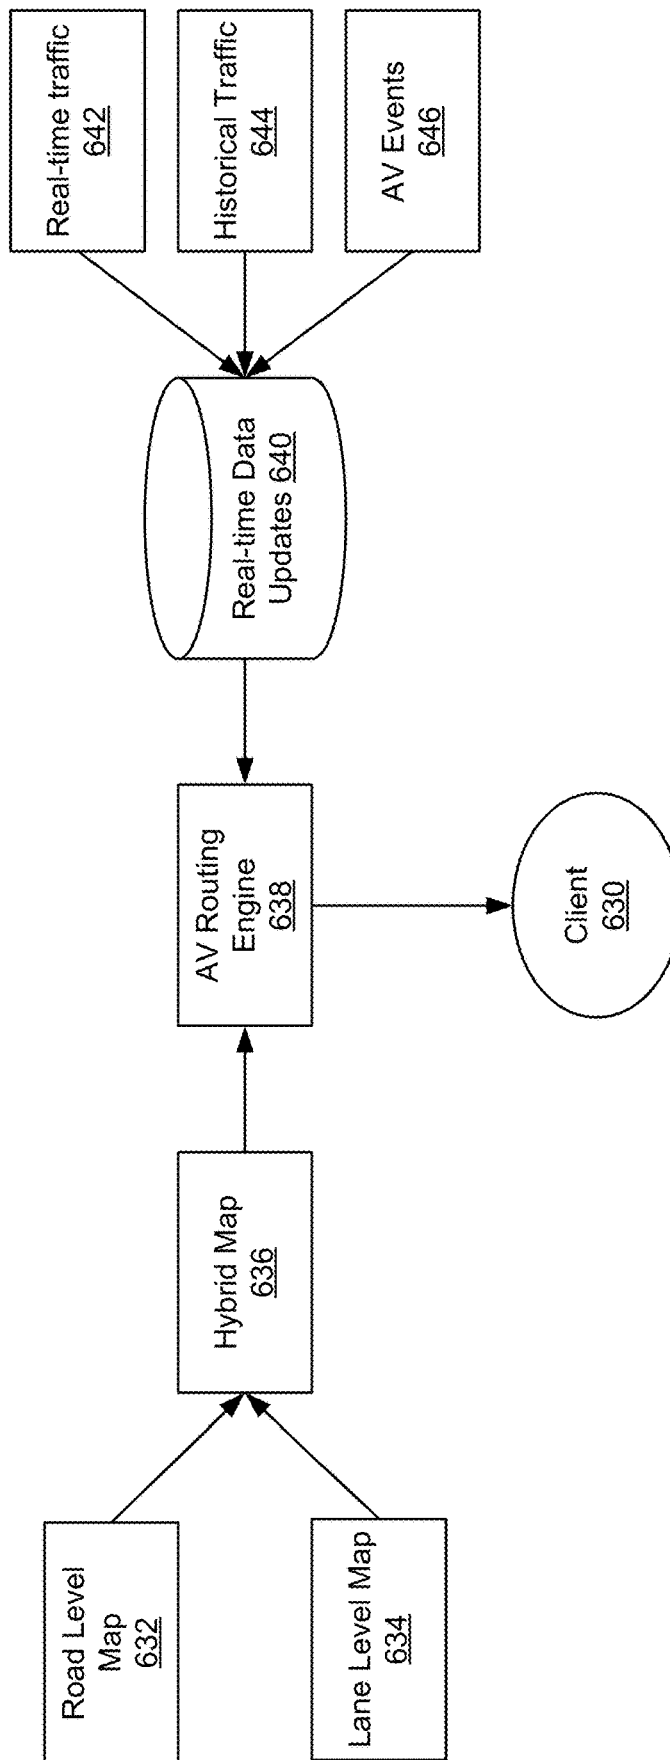 Road Level
Map
632
Lane Level Map
634
Hybrid Map
636
AV Routing
Engine
638
Client
630
Real-time Data
Updates 640
Real-time traffic
642
Historical Traffic
644
AV Events
646